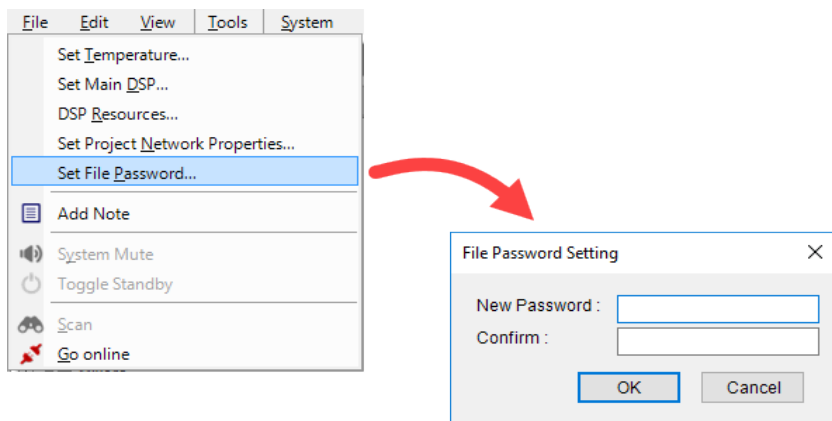 File Edit View Tools System
Set Temperature...
Set Main DSP...
DSP Resources...
Set Project Network Properties...
Set File Password...
Add Note
System Mute
Toggle Standby
Scan
Go online
File Password Setting
New Password :
Confirm :
OK Cancel